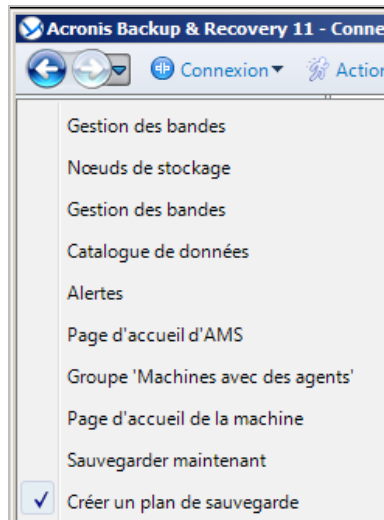 Acronis Backup & Recovery 11 - Conne
Connexion Action
Gestion des bandes
Nœuds de stockage
Gestion des bandes
Catalogue de données
Alertes
Page d'accueil d'AMS
Groupe 'Machines avec des agents'
Page d'accueil de la machine
Sauvegarder maintenant
Créer un plan de sauvegarde